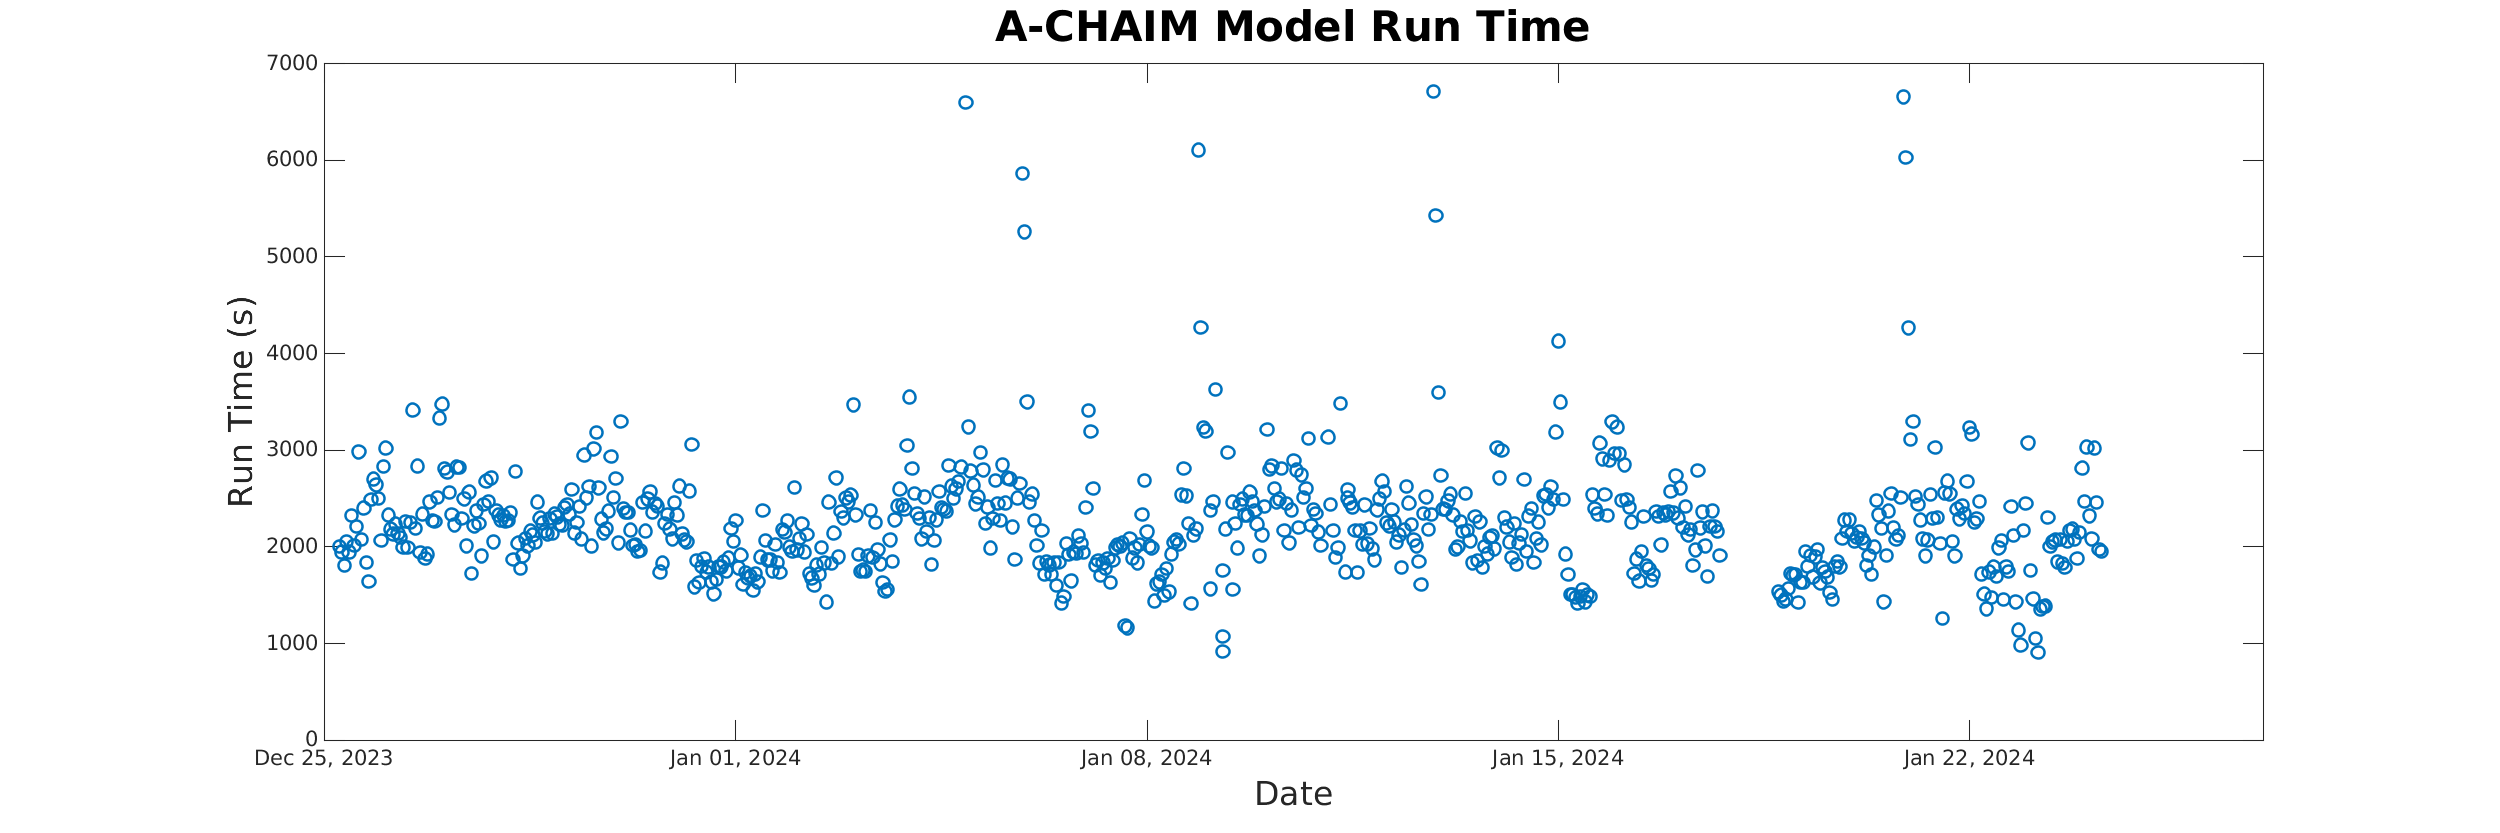 A-CHAIM Model Run Time
7000
6000
5000
4000
3000
2000
1000
0
Run Time (s)
Dec 25, 2023 Jan 01, 2024 Jan 08, 2024 Jan 15, 2024 Jan 22, 2024
Date